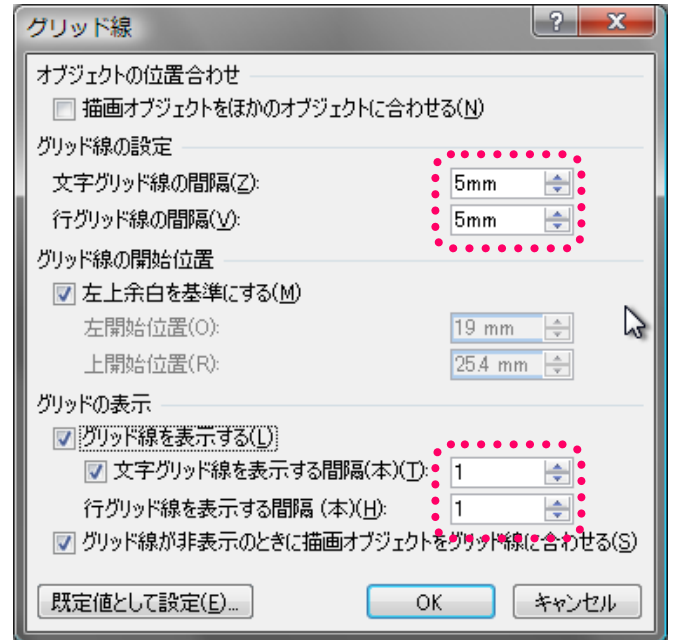 グリッド線
オブジェクトの位置合わせ
描画オブジェクトをほかのオブジェクトに合わせる(N)
グリッド線の設定
文字グリッド線の間隔(Z): 5mm
行グリッド線の間隔(V): 5mm
グリッド線の開始位置
左上余白を基準にする(M)
左開始位置(O): 19 mm
上開始位置(R): 25.4 mm
グリッドの表示
グリッド線を表示する(L)
文字グリッド線を表示する間隔(本)(T): 1
行グリッド線を表示する間隔 (本)(H): 1
グリッド線が非表示のときに描画オブジェクトをグリッド線に合わせる(S)
既定値として設定(E)... OK キャンセル